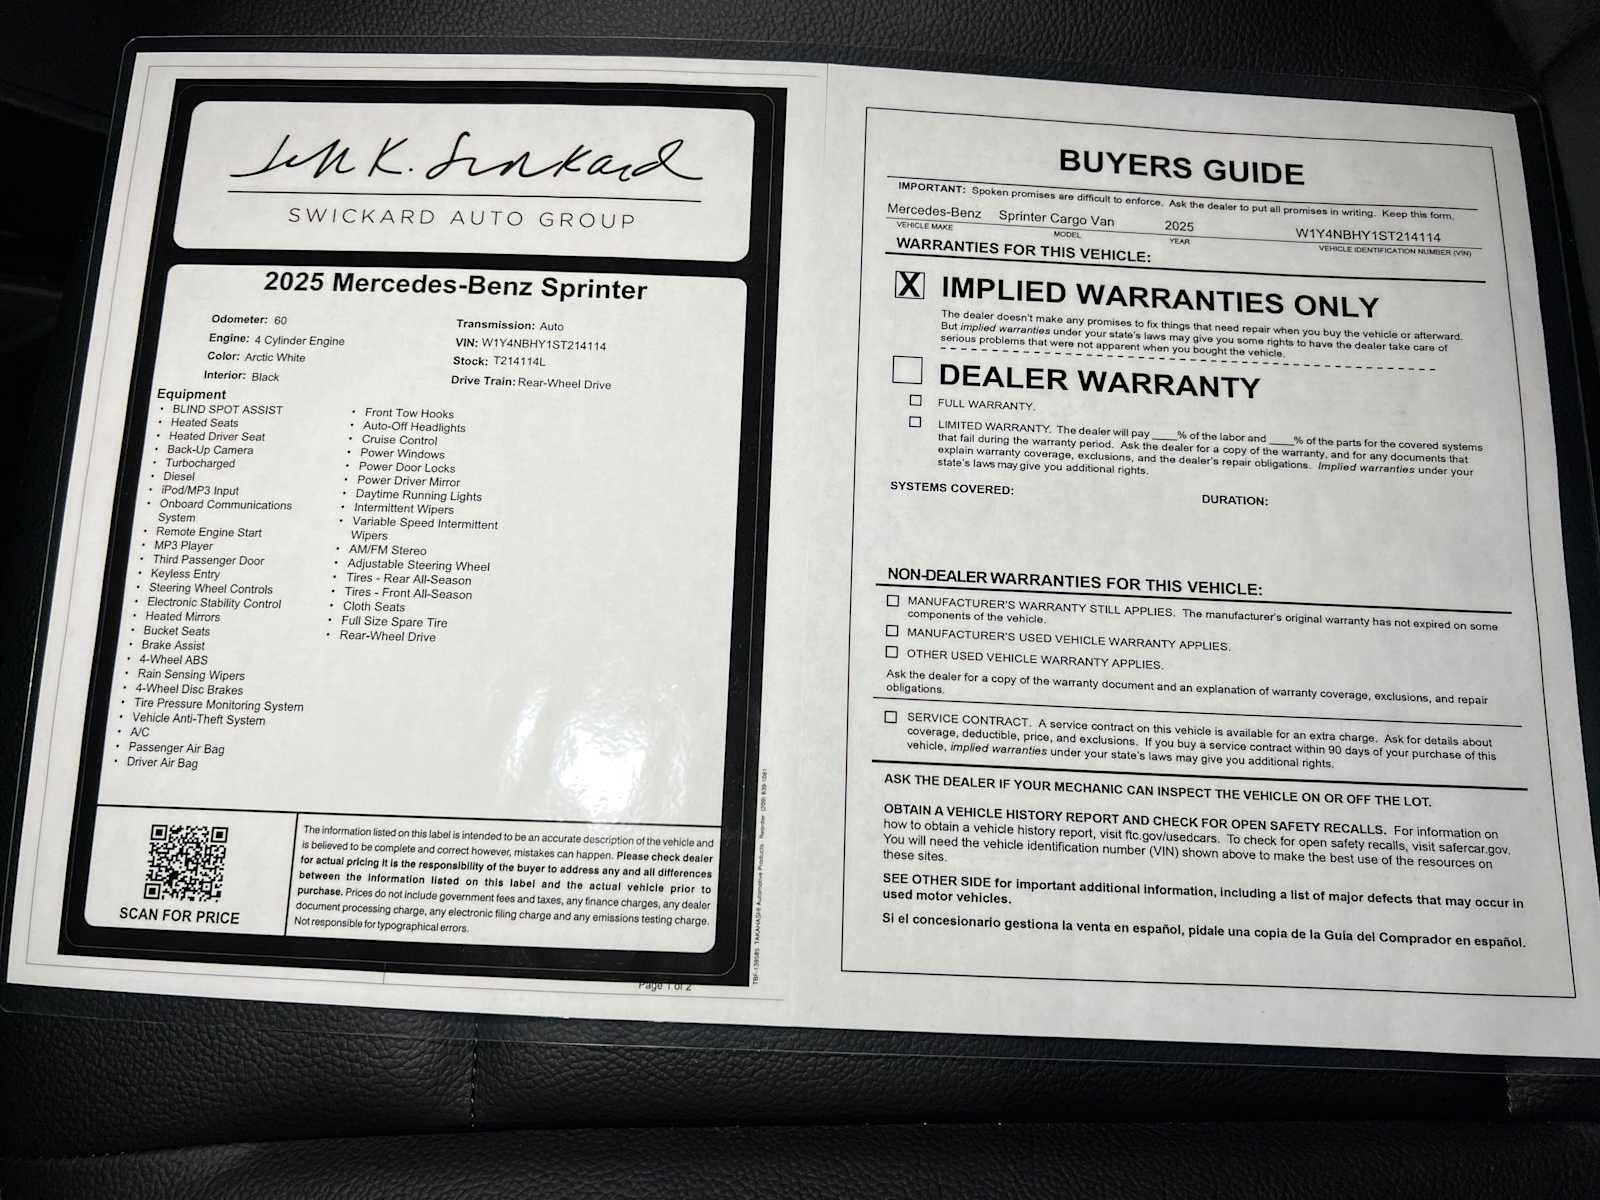 Jeff K. Swickard
SWICKARD AUTO GROUP
2025 Mercedes-Benz Sprinter
Odometer: 60
Engine: 4 Cylinder Engine
Color: Arctic White
Interior: Black
Transmission: Auto
VIN: W1Y4NBHY1ST214114
Stock: T214114L
Drive Train: Rear-Wheel Drive
Equipment
• BLIND SPOT ASSIST
• Heated Seats
• Heated Driver Seat
• Back-Up Camera
• Turbocharged
• Diesel
• iPod/MP3 Input
• Onboard Communications
System
• Remote Engine Start
• MP3 Player
• Third Passenger Door
• Keyless Entry
• Steering Wheel Controls
• Electronic Stability Control
• Heated Mirrors
• Bucket Seats
• Brake Assist
• 4-Wheel ABS
• Rain Sensing Wipers
• 4-Wheel Disc Brakes
• Tire Pressure Monitoring System
• Vehicle Anti-Theft System
• A/C
• Passenger Air Bag
• Driver Air Bag
• Front Tow Hooks
• Auto-Off Headlights
• Cruise Control
• Power Windows
• Power Door Locks
• Power Driver Mirror
• Daytime Running Lights
• Intermittent Wipers
• Variable Speed Intermittent
Wipers
• AM/FM Stereo
• Adjustable Steering Wheel
• Tires - Rear All-Season
• Tires - Front All-Season
• Cloth Seats
• Full Size Spare Tire
• Rear-Wheel Drive
SCAN FOR PRICE
The information listed on this label is intended to be an accurate description of the vehicle and
is believed to be complete and correct however, mistakes can happen. Please check dealer
for actual pricing it is the responsibility of the buyer to address any and all differences
between the information listed on this label and the actual vehicle prior to
purchase. Prices do not include government fees and taxes, any finance charges, any dealer
document processing charge, any electronic filing charge and any emissions testing charge.
Not responsible for typographical errors.
Page 1 of 2
TAKAHASHI Automotive Products Reorder
BUYERS GUIDE
IMPORTANT: Spoken promises are difficult to enforce. Ask the dealer to put all promises in writing. Keep this form.
Mercedes-Benz Sprinter Cargo Van 2025 W1Y4NBHY1ST214114
VEHICLE MAKE MODEL YEAR VEHICLE IDENTIFICATION NUMBER (VIN)
WARRANTIES FOR THIS VEHICLE:
X IMPLIED WARRANTIES ONLY
The dealer doesn't make any promises to fix things that need repair when you buy the vehicle or afterward.
But implied warranties under your state's laws may give you some rights to have the dealer take care of
serious problems that were not apparent when you bought the vehicle.
DEALER WARRANTY
FULL WARRANTY.
LIMITED WARRANTY. The dealer will pay ____% of the labor and ____% of the parts for the covered systems
that fail during the warranty period. Ask the dealer for a copy of the warranty, and for any documents that
explain warranty coverage, exclusions, and the dealer's repair obligations. Implied warranties under your
state's laws may give you additional rights.
SYSTEMS COVERED: DURATION:
NON-DEALER WARRANTIES FOR THIS VEHICLE:
MANUFACTURER'S WARRANTY STILL APPLIES. The manufacturer's original warranty has not expired on some
components of the vehicle.
MANUFACTURER'S USED VEHICLE WARRANTY APPLIES.
OTHER USED VEHICLE WARRANTY APPLIES.
Ask the dealer for a copy of the warranty document and an explanation of warranty coverage, exclusions, and repair
obligations.
SERVICE CONTRACT. A service contract on this vehicle is available for an extra charge. Ask for details about
coverage, deductible, price, and exclusions. If you buy a service contract within 90 days of your purchase of this
vehicle, implied warranties under your state's laws may give you additional rights.
ASK THE DEALER IF YOUR MECHANIC CAN INSPECT THE VEHICLE ON OR OFF THE LOT.
OBTAIN A VEHICLE HISTORY REPORT AND CHECK FOR OPEN SAFETY RECALLS. For information on
how to obtain a vehicle history report, visit ftc.gov/usedcars. To check for open safety recalls, visit safercar.gov.
You will need the vehicle identification number (VIN) shown above to make the best use of the resources on
these sites.
SEE OTHER SIDE for important additional information, including a list of major defects that may occur in
used motor vehicles.
Si el concesionario gestiona la venta en español, pidale una copia de la Guia del Comprador en español.